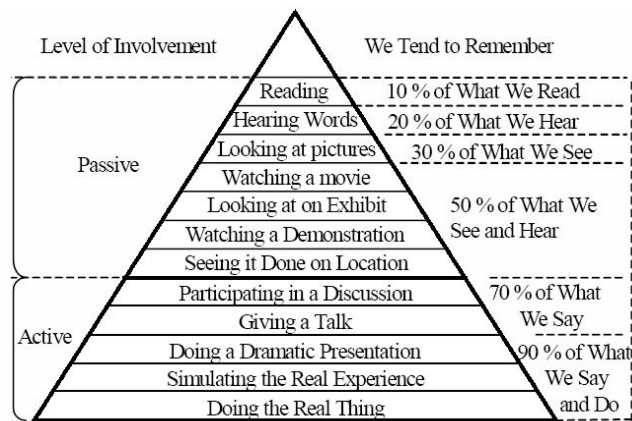 Level of Involvement
We Tend to Remember
Reading
10 % of What We Read
Hearing Words
20 % of What We Hear
Looking at pictures
30 % of What We See
Passive
Watching a movie
Looking at on Exhibit
Watching a Demonstration
Seeing it Done on Location
50 % of What We
See and Hear
Active
Participating in a Discussion
Giving a Talk
70 % of What
We Say
Doing a Dramatic Presentation
Simulating the Real Experience
Doing the Real Thing
90 % of What
We Say
and Do